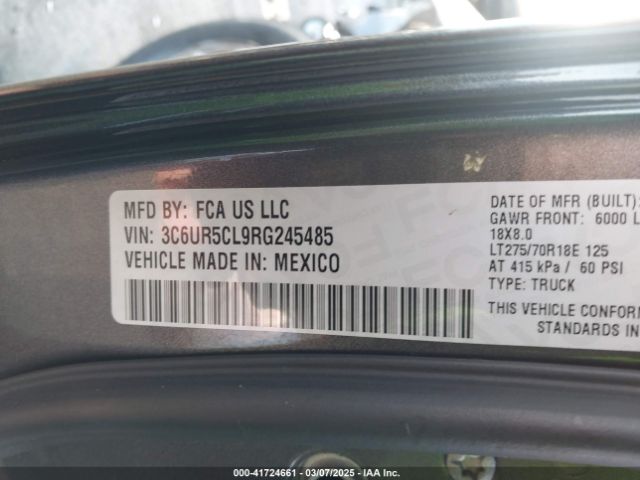 MFD BY: FCA US LLC
VIN: 3C6UR5CL9RG245485
VEHICLE MADE IN: MEXICO
DATE OF MFR (BUILT):
GAWR FRONT: 6000 L
18X8.0
LT275/70R18E 125
AT 415 kPa / 60 PSI
TYPE: TRUCK
THIS VEHICLE CONFORM
STANDARDS IN
000-41724661 - 03/07/2025 - IAA Inc.